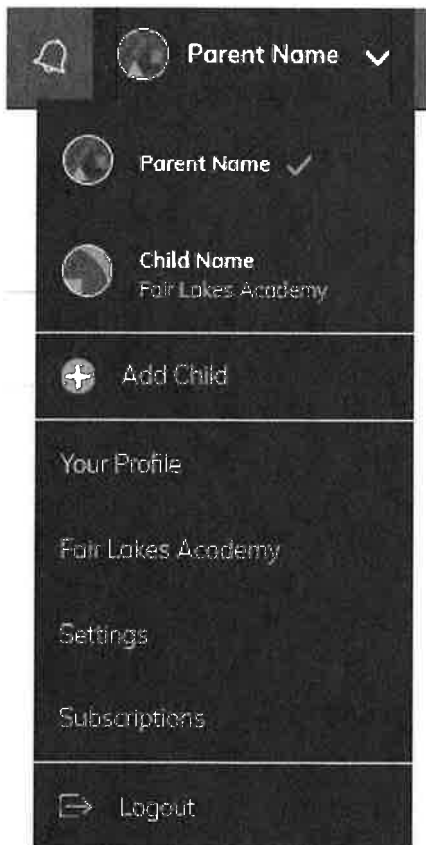 Parent Name
Parent Name
Child Name
Fair Lakes Academy
Add Child
Your Profile
Fair Lakes Academy
Settings
Subscriptions
Logout